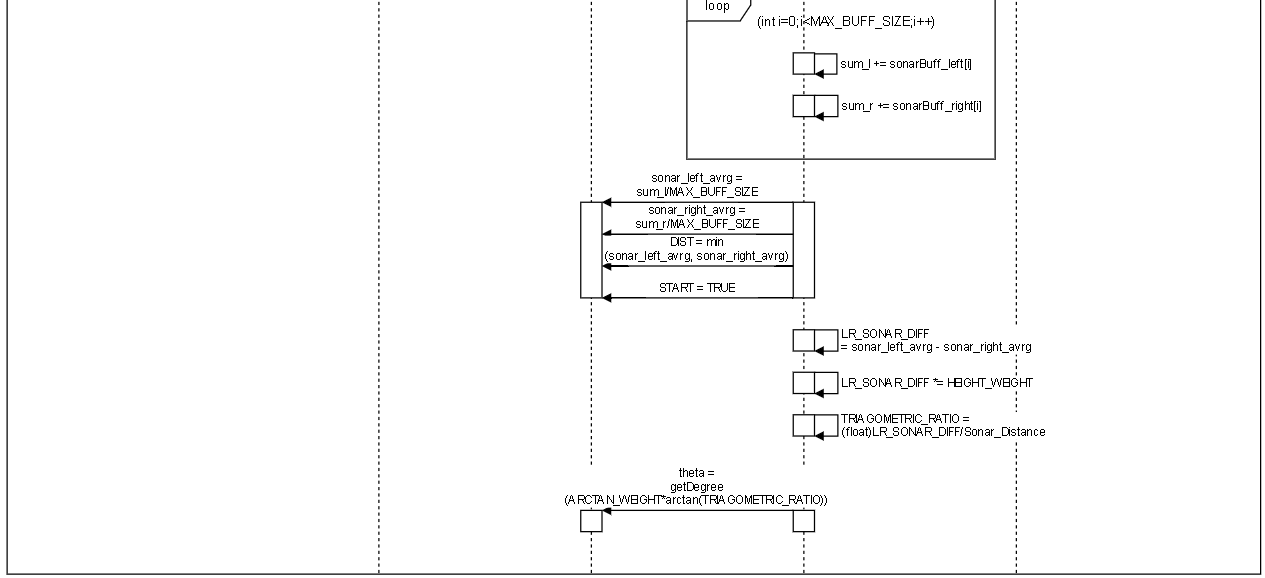 loop
(int i=0;i<MAX_BUFF_SIZE;i++)
sum_l += sonarBuff_left[i]
sum_r += sonarBuff_right[i]
sonar_left_avrg =
sum_l/MAX_BUFF_SIZE
sonar_right_avrg =
sum_r/MAX_BUFF_SIZE
DIST = min
(sonar_left_avrg, sonar_right_avrg)
START = TRUE
LR_SONAR_DIFF
= sonar_left_avrg - sonar_right_avrg
LR_SONAR_DIFF *= HEIGHT_WEIGHT
TRIAGOMETRIC_RATIO =
(float)LR_SONAR_DIFF/Sonar_Distance
theta =
getDegree
(ARCTAN_WEIGHT*arctan(TRIAGOMETRIC_RATIO))